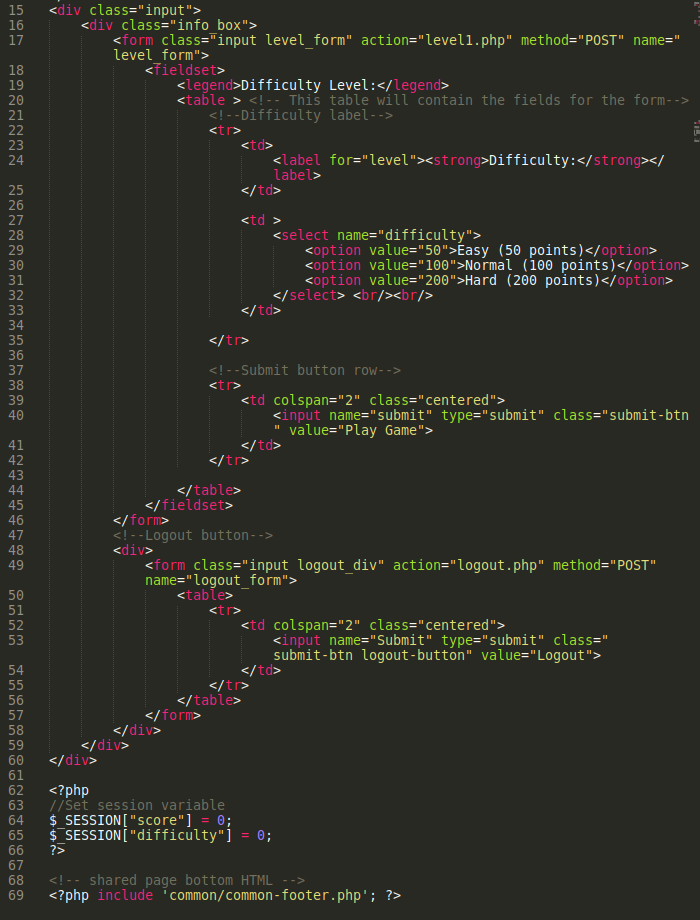 15 <div class="input">
16 <div class="info_box">
17 <form class="input level_form" action="level1.php" method="POST" name="
level_form">
18 <fieldset>
19 <legend>Difficulty Level:</legend>
20 <table > <!-- This table will contain the fields for the form-->
21 <!--Difficulty label-->
22 <tr>
23 <td>
24 <label for="level"><strong>Difficulty:</strong></
label>
25 </td>
26
27 <td >
28 <select name="difficulty">
29 <option value="50">Easy (50 points)</option>
30 <option value="100">Normal (100 points)</option>
31 <option value="200">Hard (200 points)</option>
32 </select> <br/><br/>
33 </td>
34
35 </tr>
36
37 <!--Submit button row-->
38 <tr>
39 <td colspan="2" class="centered">
40 <input name="submit" type="submit" class="submit-btn
" value="Play Game">
41 </td>
42 </tr>
43
44 </table>
45 </fieldset>
46 </form>
47 <!--Logout button-->
48 <div>
49 <form class="input logout_div" action="logout.php" method="POST"
name="logout_form">
50 <table>
51 <tr>
52 <td colspan="2" class="centered">
53 <input name="Submit" type="submit" class="
submit-btn logout-button" value="Logout">
54 </td>
55 </tr>
56 </table>
57 </form>
58 </div>
59 </div>
60 </div>
61
62 <?php
63 //Set session variable
64 $_SESSION["score"] = 0;
65 $_SESSION["difficulty"] = 0;
66 ?>
67
68 <!-- shared page bottom HTML -->
69 <?php include 'common/common-footer.php'; ?>